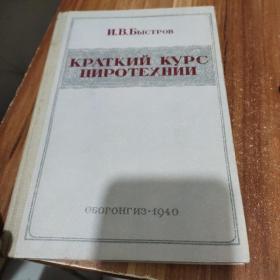 И.В.Быстров
КРАТКИЙ КУРС
ПИРОТЕХНИИ
ОБОРОНГИЗ-1940